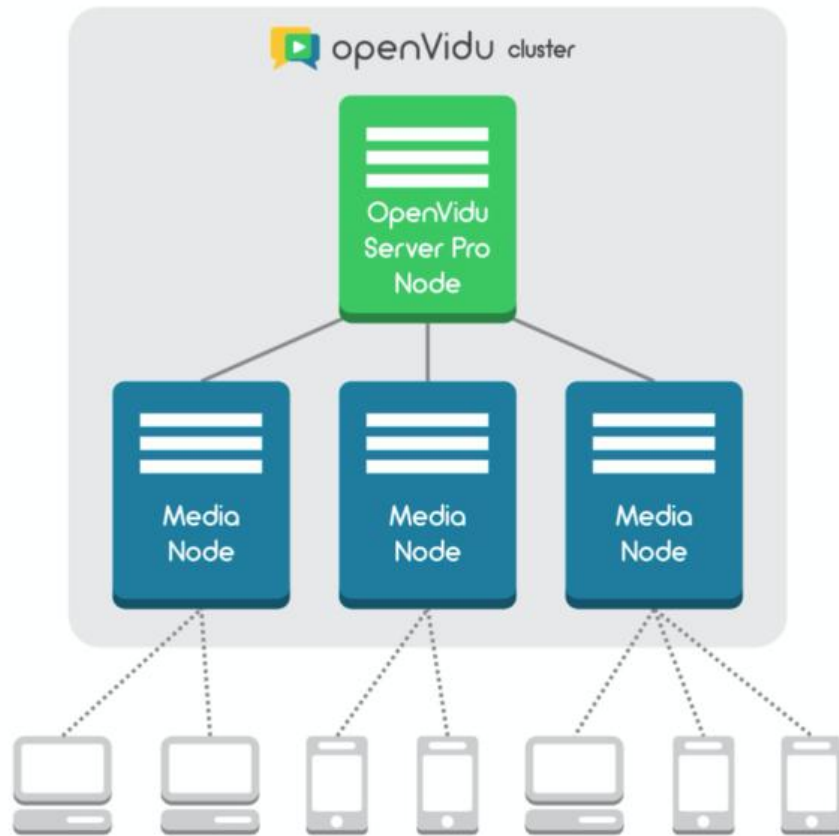 openVidu cluster
OpenVidu
Server Pro
Node
Media
Node
Media
Node
Media
Node